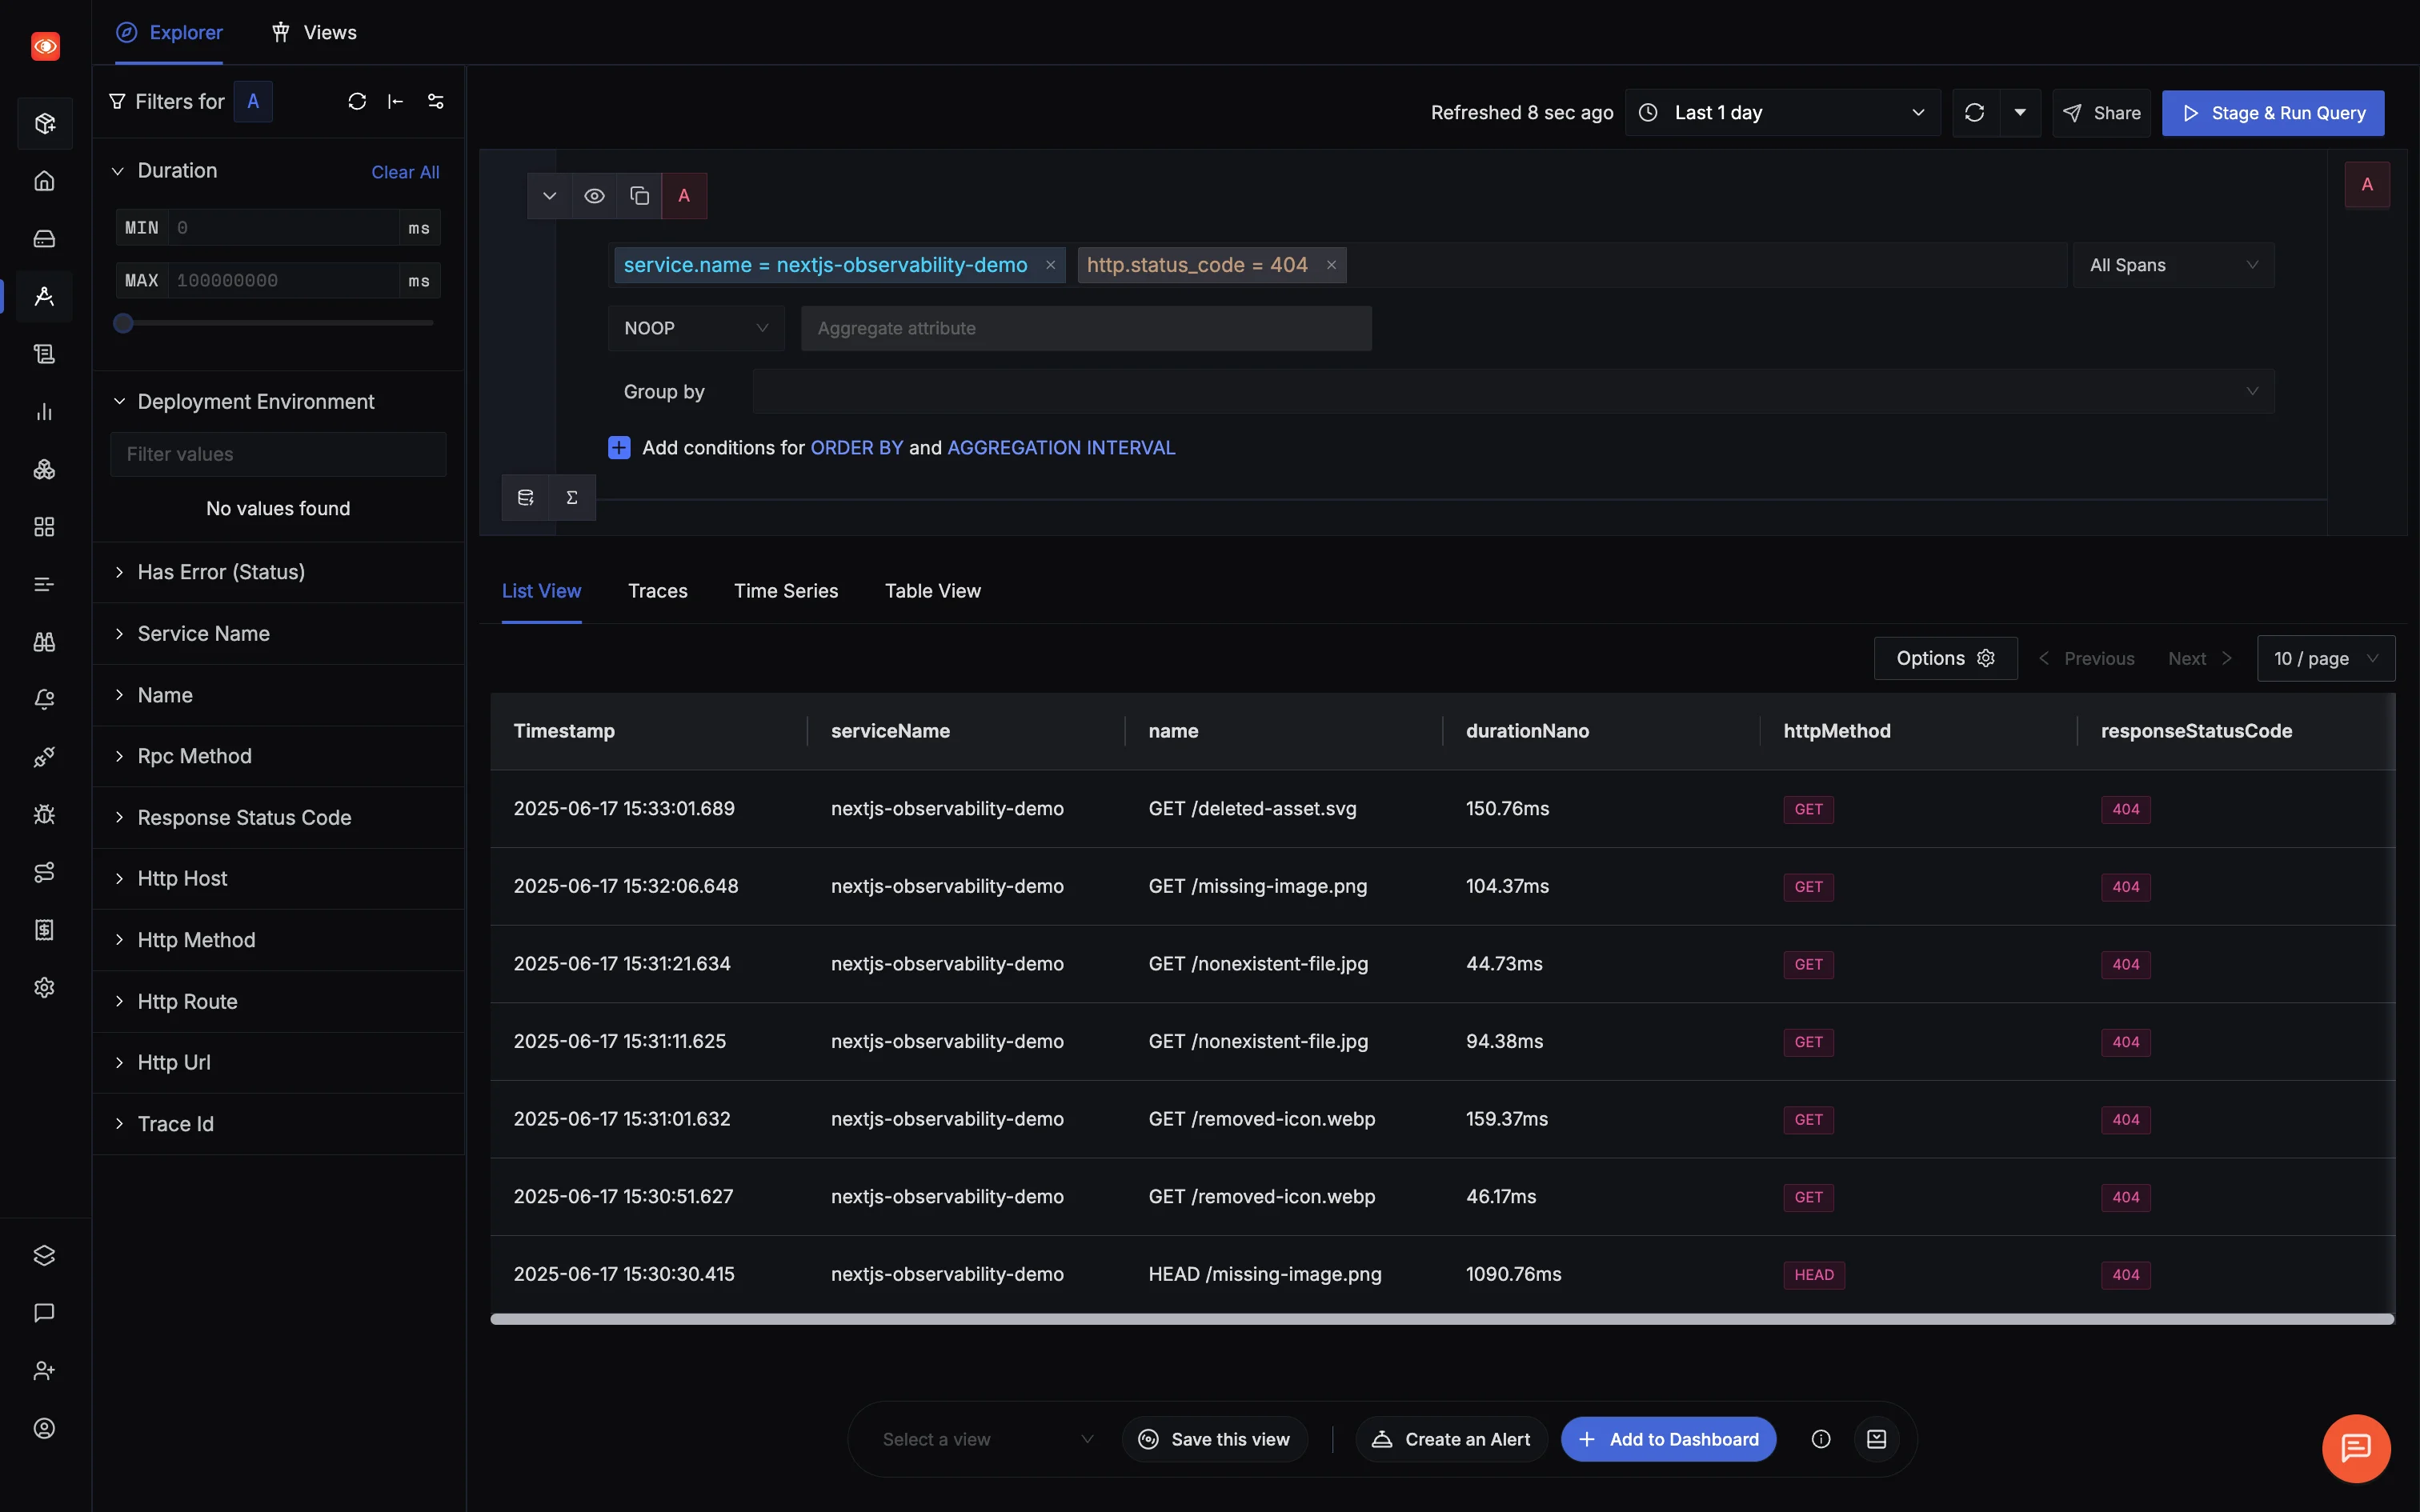 Explorer
Views
Filters for A
Duration
Clear All
MIN 0 ms
MAX 100000000 ms
Deployment Environment
Filter values
No values found
Has Error (Status)
Service Name
Name
Rpc Method
Response Status Code
Http Host
Http Method
Http Route
Http Url
Trace Id
Refreshed 8 sec ago
Last 1 day
Share
Stage & Run Query
A
A
service.name = nextjs-observability-demo ×
http.status_code = 404 ×
All Spans
NOOP
Aggregate attribute
Group by
Add conditions for ORDER BY and AGGREGATION INTERVAL
Σ
List View
Traces
Time Series
Table View
Options
Previous
Next
10 / page
Timestamp serviceName name durationNano httpMethod responseStatusCode
2025-06-17 15:33:01.689 nextjs-observability-demo GET /deleted-asset.svg 150.76ms GET 404
2025-06-17 15:32:06.648 nextjs-observability-demo GET /missing-image.png 104.37ms GET 404
2025-06-17 15:31:21.634 nextjs-observability-demo GET /nonexistent-file.jpg 44.73ms GET 404
2025-06-17 15:31:11.625 nextjs-observability-demo GET /nonexistent-file.jpg 94.38ms GET 404
2025-06-17 15:31:01.632 nextjs-observability-demo GET /removed-icon.webp 159.37ms GET 404
2025-06-17 15:30:51.627 nextjs-observability-demo GET /removed-icon.webp 46.17ms GET 404
2025-06-17 15:30:30.415 nextjs-observability-demo HEAD /missing-image.png 1090.76ms HEAD 404
Select a view
Save this view
Create an Alert
Add to Dashboard